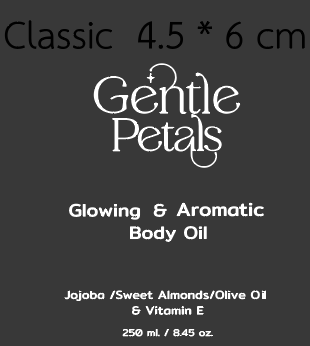 Classic 4.5 * 6 cm
Gentle
Petals
Glowing & Aromatic
Body Oil
Jojoba /Sweet Almonds/Olive Oil
& Vitamin E
250 ml. / 8.45 oz.